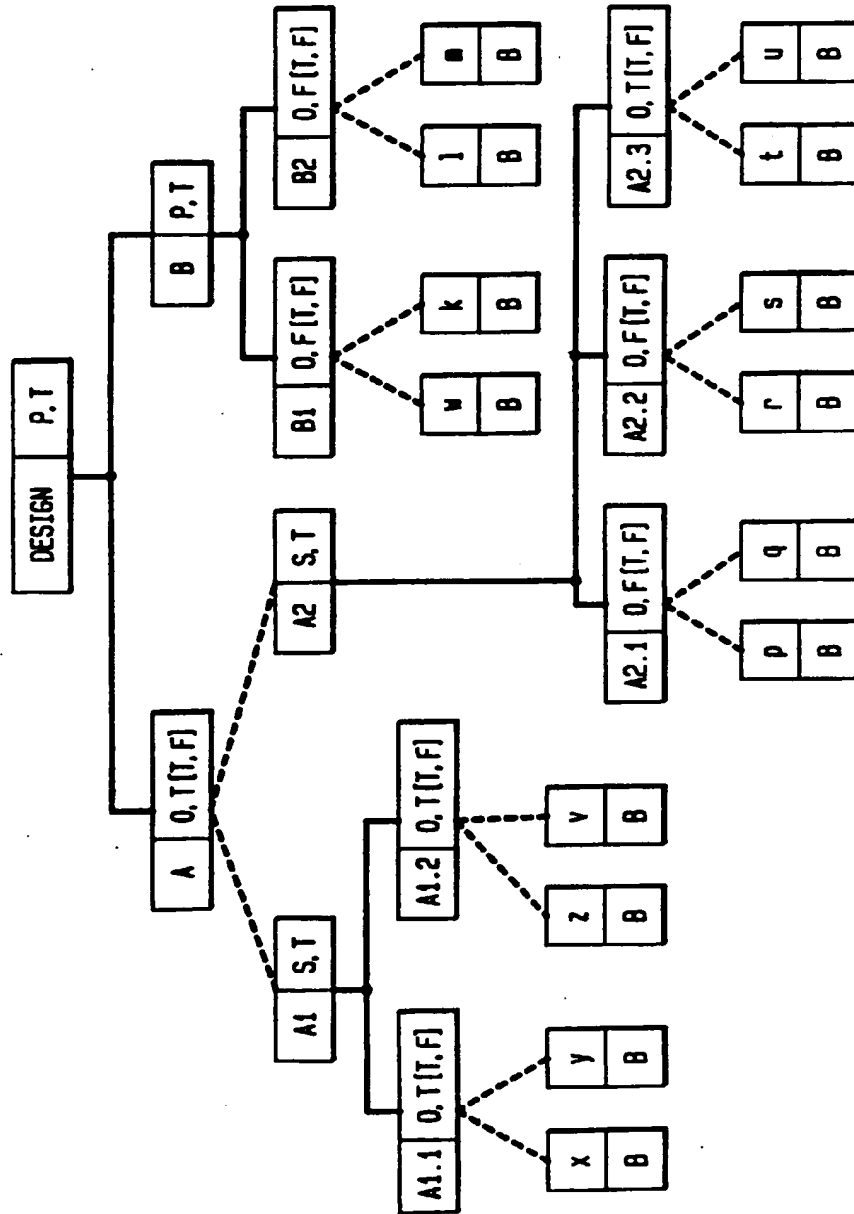 DESIGN P,T
A O,T[T,F]
B P,T
A1 S,T
A2 S,T
B1 O,F[T,F]
B2 O,F[T,F]
w B
k B
l B
m B
A1.1 O,T[T,F]
A1.2 O,T[T,F]
x B
y B
z B
v B
A2.1 O,F[T,F]
A2.2 O,F[T,F]
A2.3 O,T[T,F]
p B
q B
r B
s B
t B
u B